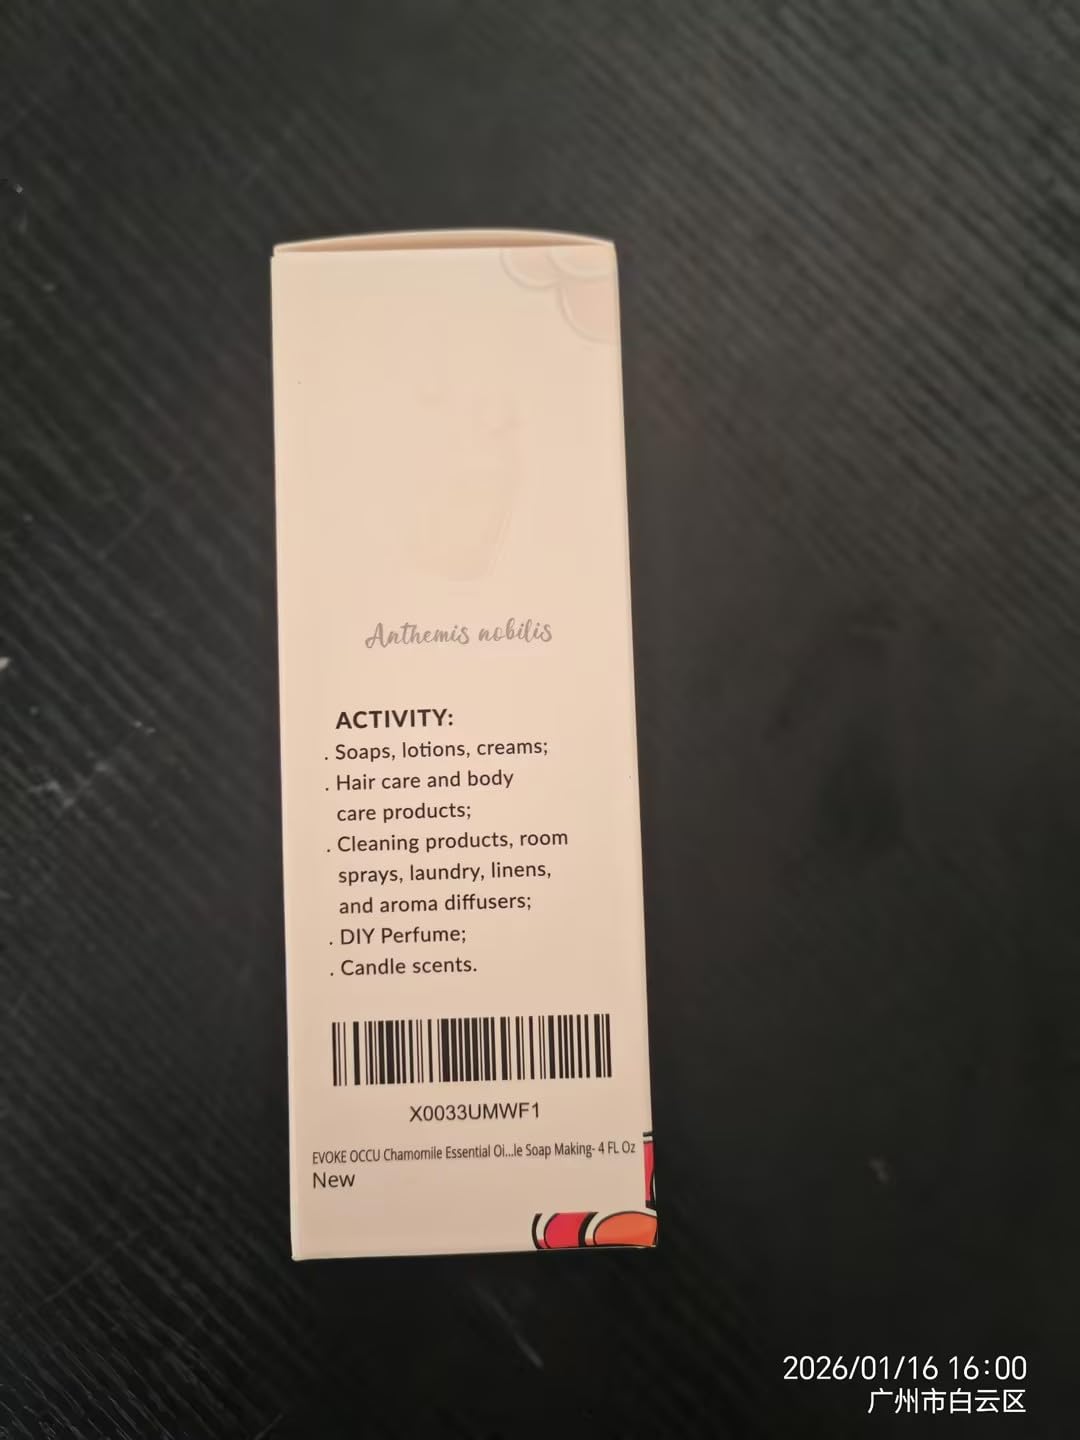 Anthemis nobilis
ACTIVITY:
. Soaps, lotions, creams;
. Hair care and body
care products;
. Cleaning products, room
sprays, laundry, linens,
and aroma diffusers;
. DIY Perfume;
. Candle scents.
X0033UMWF1
EVOKE OCCU Chamomile Essential Oi...le Soap Making- 4 FL Oz
New
2026/01/16 16:00
广州市白云区